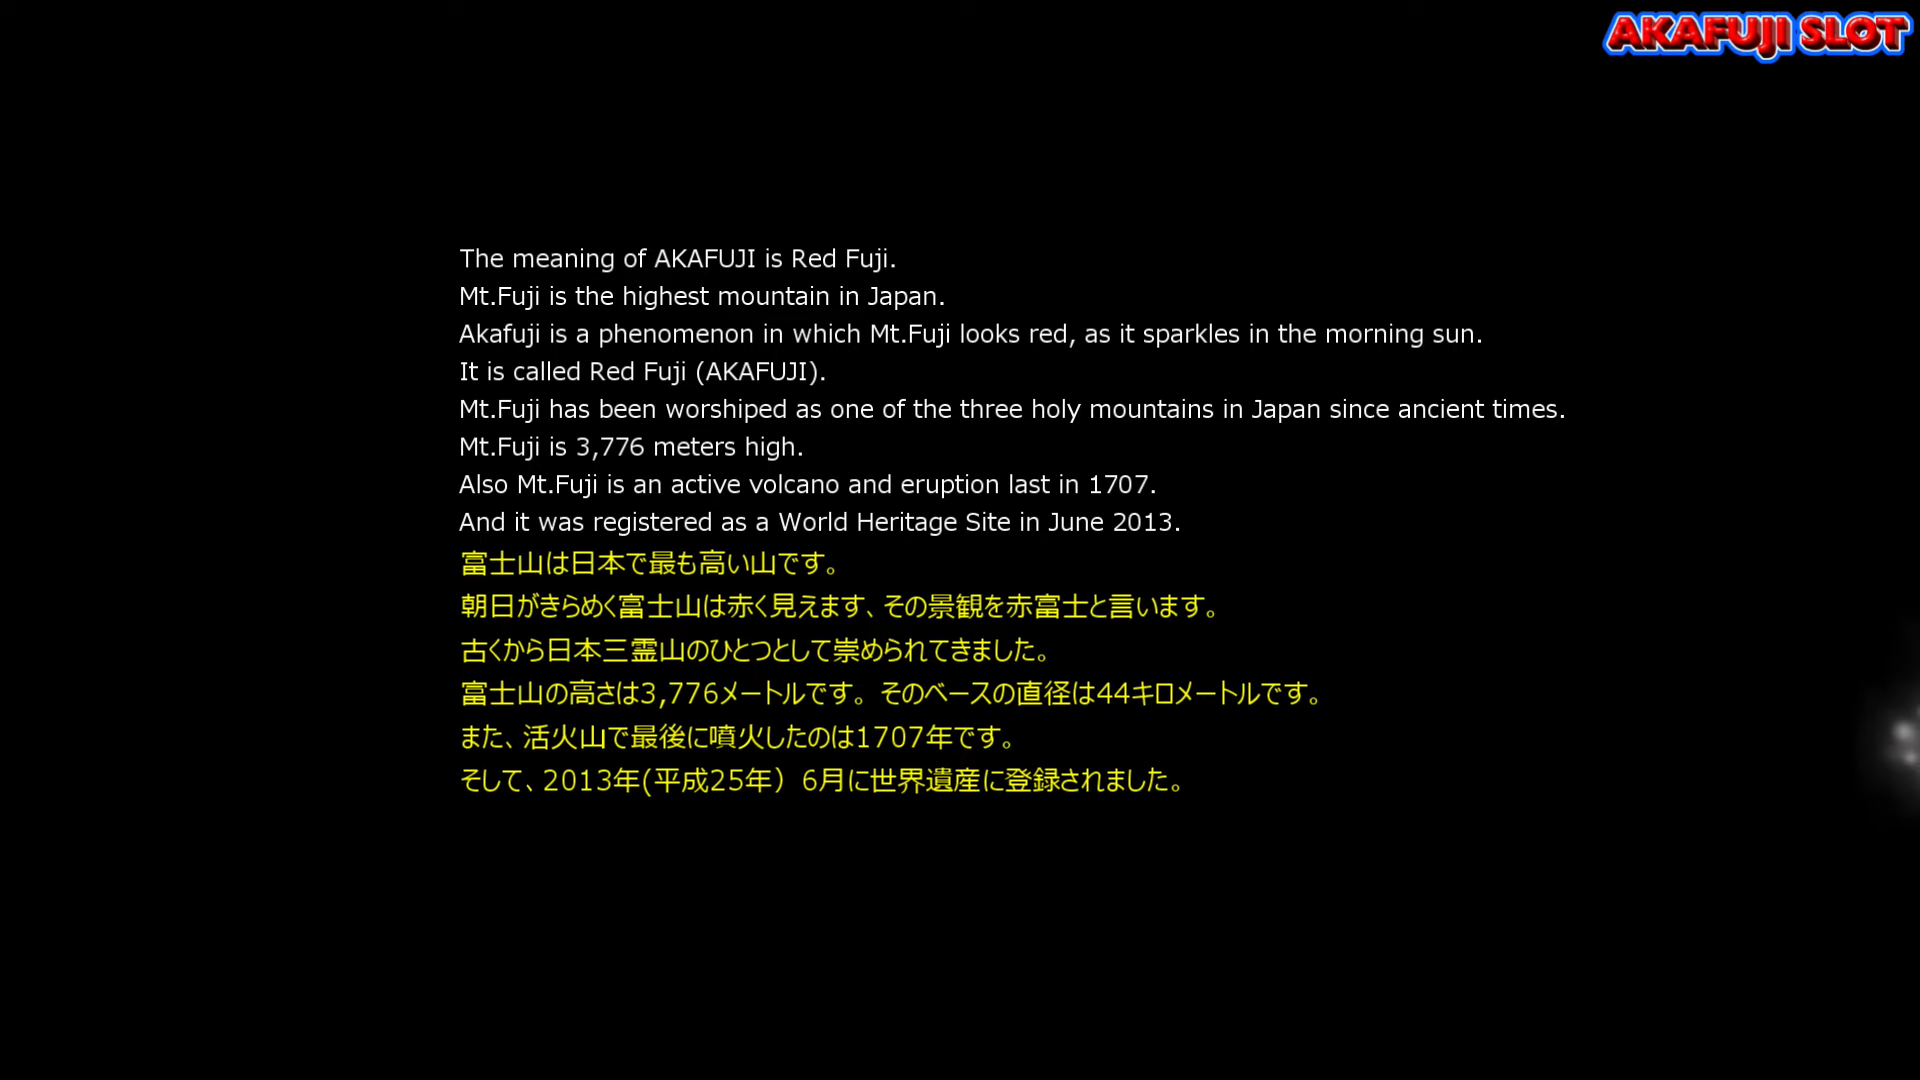 AKAFUJI SLOT
The meaning of AKAFUJI is Red Fuji.
Mt.Fuji is the highest mountain in Japan.
Akafuji is a phenomenon in which Mt.Fuji looks red, as it sparkles in the morning sun.
It is called Red Fuji (AKAFUJI).
Mt.Fuji has been worshiped as one of the three holy mountains in Japan since ancient times.
Mt.Fuji is 3,776 meters high.
Also Mt.Fuji is an active volcano and eruption last in 1707.
And it was registered as a World Heritage Site in June 2013.
富士山は日本で最も高い山です。
朝日がきらめく富士山は赤く見えます、その景観を赤富士と言います。
古くから日本三霊山のひとつとして崇められてきました。
富士山の高さは3,776メートルです。そのベースの直径は44キロメートルです。
また、活火山で最後に噴火したのは1707年です。
そして、2013年(平成25年）6月に世界遺産に登録されました。